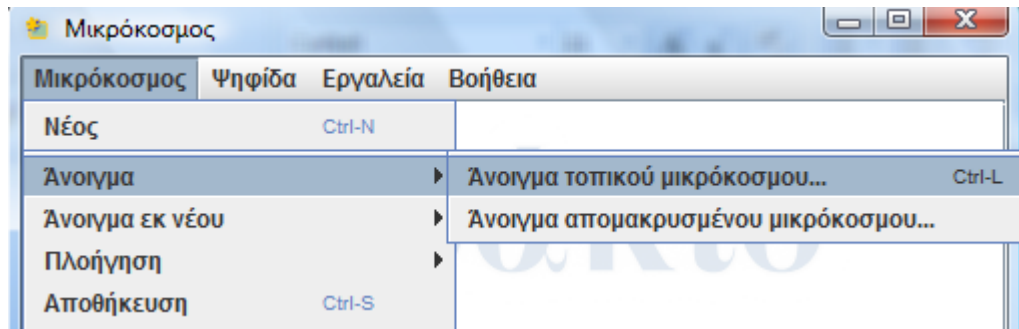 Μικρόκοσμος
Μικρόκοσμος Ψηφίδα Εργαλεία Βοήθεια
Νέος Ctrl-N
Άνοιγμα Άνοιγμα τοπικού μικρόκοσμου... Ctrl-L
Άνοιγμα εκ νέου Άνοιγμα απομακρυσμένου μικρόκοσμου...
Πλοήγηση
Αποθήκευση Ctrl-S